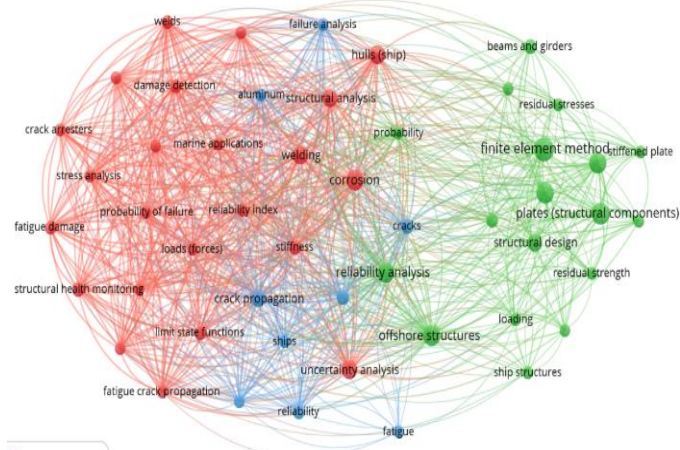 welds
failure analysis
hulls (ship)
beams and girders
damage detection
aluminum
structural analysis
residual stresses
crack arresters
probability
marine applications
welding
finite element method
stiffened plate
stress analysis
corrosion
probability of failure
reliability index
plates (structural components)
fatigue damage
cracks
loads (forces)
stiffness
structural design
reliability analysis
residual strength
structural health monitoring
crack propagation
loading
limit state functions
ships
offshore structures
uncertainty analysis
ship structures
fatigue crack propagation
reliability
fatigue